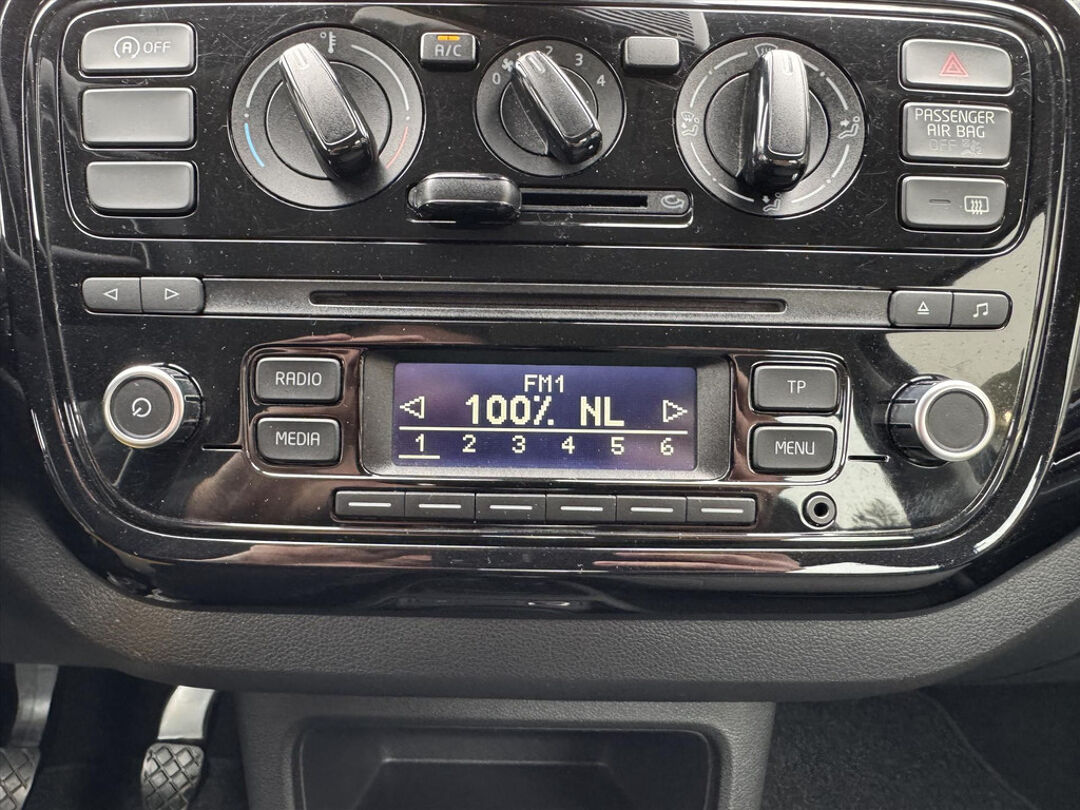 (A) OFF
A/C
0 1 2 3 4
PASSENGER
AIR BAG
OFF
RADIO
MEDIA
FM1
100% NL
1 2 3 4 5 6
TP
MENU